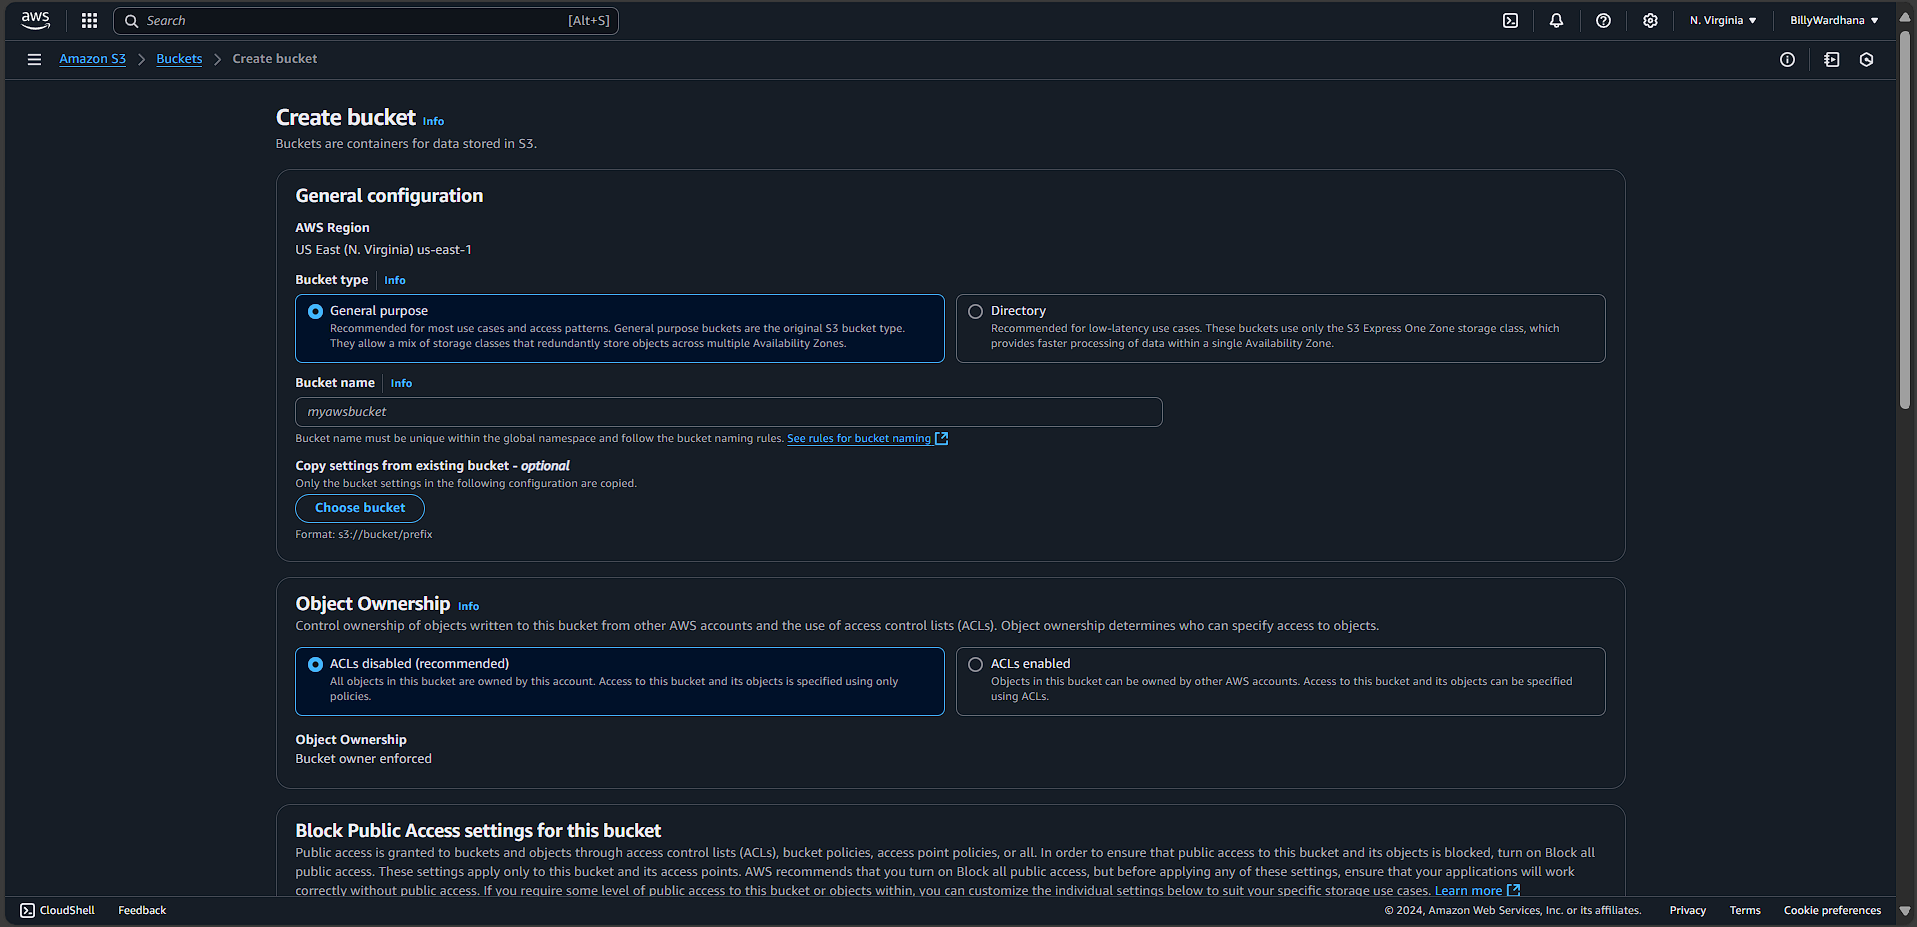 aws
Search [Alt+S]
N. Virginia
BillyWardhana
Amazon S3 > Buckets > Create bucket
Create bucket Info
Buckets are containers for data stored in S3.
General configuration
AWS Region
US East (N. Virginia) us-east-1
Bucket type Info
General purpose
Recommended for most use cases and access patterns. General purpose buckets are the original S3 bucket type.
They allow a mix of storage classes that redundantly store objects across multiple Availability Zones.
Directory
Recommended for low-latency use cases. These buckets use only the S3 Express One Zone storage class, which
provides faster processing of data within a single Availability Zone.
Bucket name Info
myawsbucket
Bucket name must be unique within the global namespace and follow the bucket naming rules. See rules for bucket naming
Copy settings from existing bucket - optional
Only the bucket settings in the following configuration are copied.
Choose bucket
Format: s3://bucket/prefix
Object Ownership Info
Control ownership of objects written to this bucket from other AWS accounts and the use of access control lists (ACLs). Object ownership determines who can specify access to objects.
ACLs disabled (recommended)
All objects in this bucket are owned by this account. Access to this bucket and its objects is specified using only
policies.
ACLs enabled
Objects in this bucket can be owned by other AWS accounts. Access to this bucket and its objects can be specified
using ACLs.
Object Ownership
Bucket owner enforced
Block Public Access settings for this bucket
Public access is granted to buckets and objects through access control lists (ACLs), bucket policies, access point policies, or all. In order to ensure that public access to this bucket and its objects is blocked, turn on Block all
public access. These settings apply only to this bucket and its access points. AWS recommends that you turn on Block all public access, but before applying any of these settings, ensure that your applications will work
correctly without public access. If you require some level of public access to this bucket or objects within, you can customize the individual settings below to suit your specific storage use cases. Learn more
CloudShell Feedback © 2024, Amazon Web Services, Inc. or its affiliates. Privacy Terms Cookie preferences